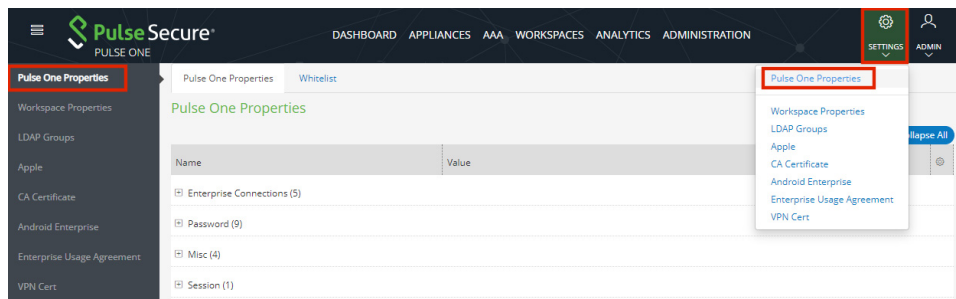 Pulse Secure®
PULSE ONE
DASHBOARD APPLIANCES AAA WORKSPACES ANALYTICS ADMINISTRATION
SETTINGS
ADMIN
Pulse One Properties
Workspace Properties
LDAP Groups
Apple
CA Certificate
Android Enterprise
Enterprise Usage Agreement
VPN Cert
Pulse One Properties Whitelist
Pulse One Properties
llapse All
Name Value
Enterprise Connections (5)
Password (9)
Misc (4)
Session (1)
Pulse One Properties
Workspace Properties
LDAP Groups
Apple
CA Certificate
Android Enterprise
Enterprise Usage Agreement
VPN Cert